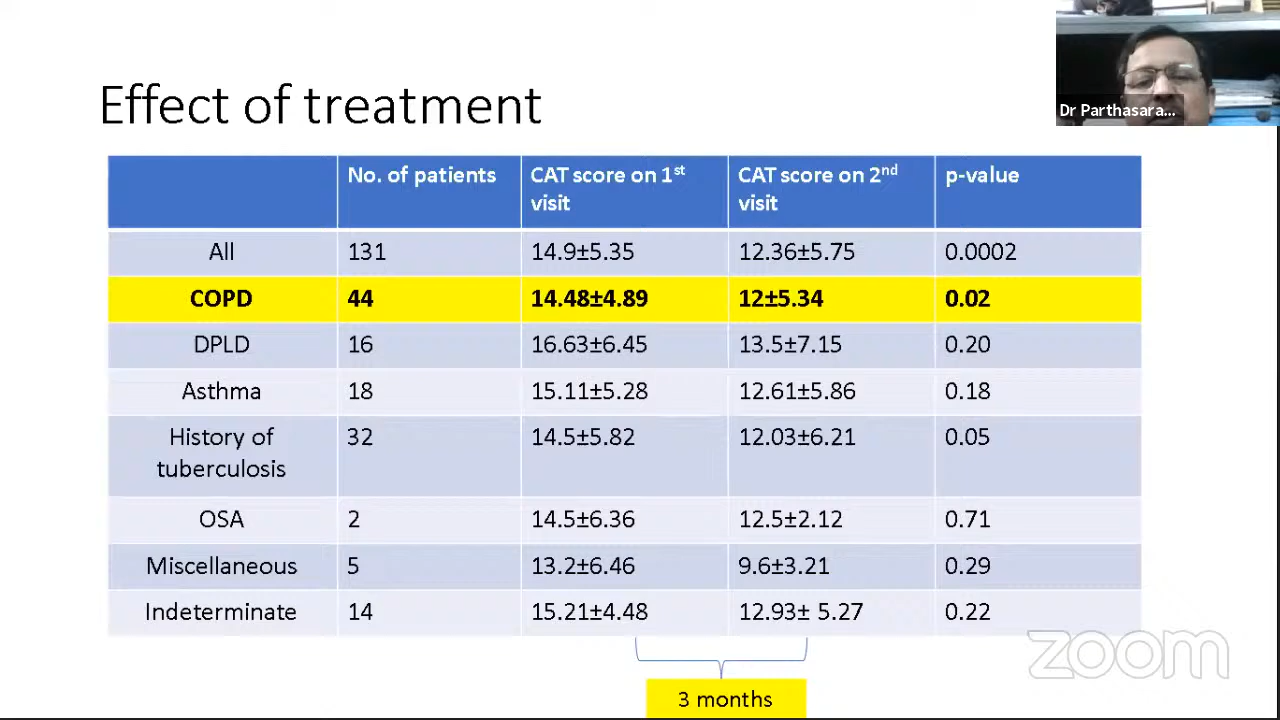 Dr Parthasara...
Effect of treatment
No. of patients CAT score on 1st visit CAT score on 2nd visit p-value
All 131 14.9±5.35 12.36±5.75 0.0002
COPD 44 14.48±4.89 12±5.34 0.02
DPLD 16 16.63±6.45 13.5±7.15 0.20
Asthma 18 15.11±5.28 12.61±5.86 0.18
History of tuberculosis 32 14.5±5.82 12.03±6.21 0.05
OSA 2 14.5±6.36 12.5±2.12 0.71
Miscellaneous 5 13.2±6.46 9.6±3.21 0.29
Indeterminate 14 15.21±4.48 12.93± 5.27 0.22
zoom
3 months